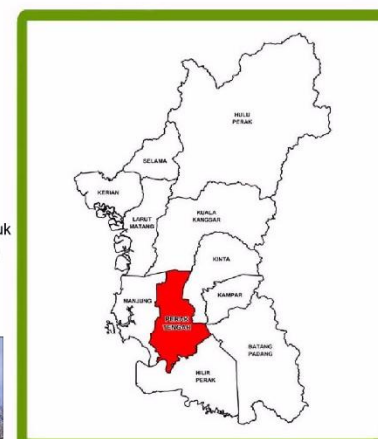 HULU
PERAK
SELAMA
KERIAN
LARUT
MATANG
KUALA
KANGSAR
uk
KINTA
MANJUNG
KAMPAR
PERAK
TENGAH
BATANG
PADANG
HILIR
PERAK